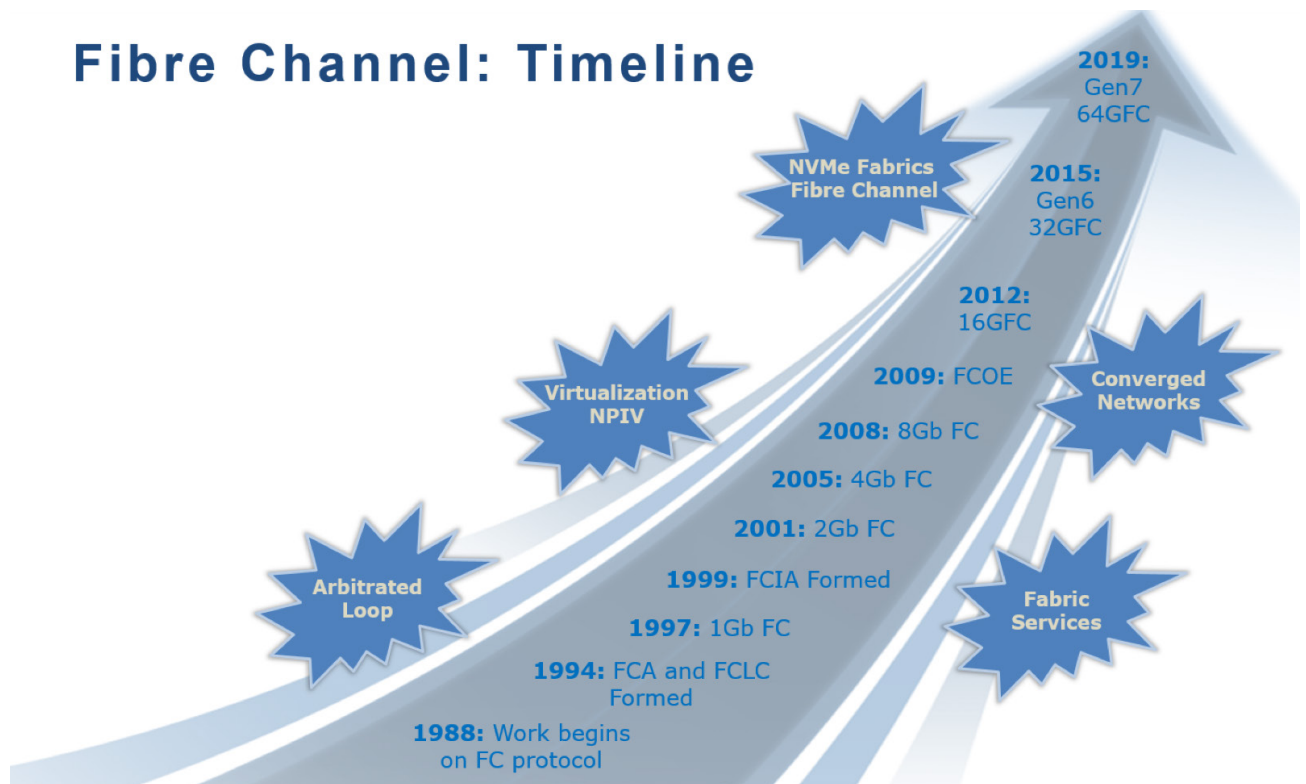 Fibre Channel: Timeline
2019:
Gen7
64GFC
NVMe Fabrics
Fibre Channel
2015:
Gen6
32GFC
2012:
16GFC
Virtualization
NPIV
2009: FCOE
Converged
Networks
2008: 8Gb FC
2005: 4Gb FC
2001: 2Gb FC
Arbitrated
Loop
1999: FCIA Formed
Fabric
Services
1997: 1Gb FC
1994: FCA and FCLC
Formed
1988: Work begins
on FC protocol